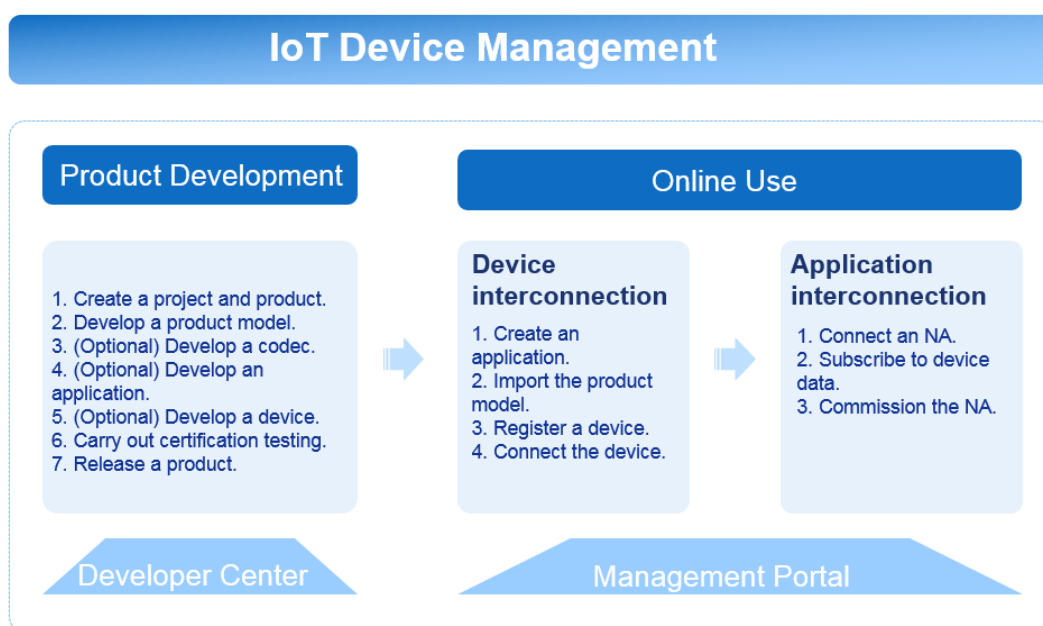 IoT Device Management
Product Development
Online Use
1. Create a project and product.
2. Develop a product model.
3. (Optional) Develop a codec.
4. (Optional) Develop an
application.
5. (Optional) Develop a device.
6. Carry out certification testing.
7. Release a product.
Device
interconnection
1. Create an
application.
2. Import the product
model.
3. Register a device.
4. Connect the device.
Application
interconnection
1. Connect an NA.
2. Subscribe to device
data.
3. Commission the NA.
Developer Center
Management Portal